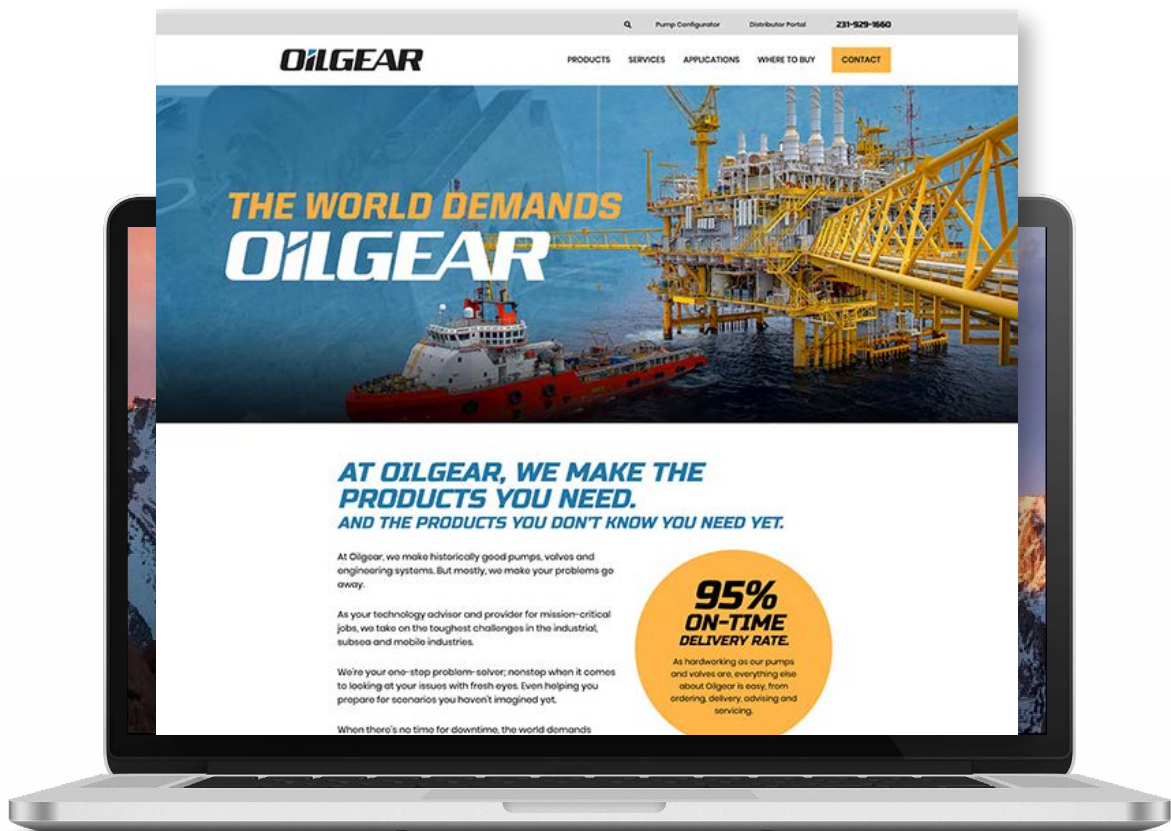 Pump Configurator Distributor Portal 231-929-1660
OILGEAR PRODUCTS SERVICES APPLICATIONS WHERE TO BUY CONTACT
THE WORLD DEMANDS
OILGEAR
AT OILGEAR, WE MAKE THE
PRODUCTS YOU NEED.
AND THE PRODUCTS YOU DON'T KNOW YOU NEED YET.
At Oilgear, we make historically good pumps, valves and
engineering systems. But mostly, we make your problems go
away.
As your technology advisor and provider for mission-critical
jobs, we take on the toughest challenges in the industrial,
subsea and mobile industries.
We're your one-stop problem-solver; nonstop when it comes
to looking at your issues with fresh eyes. Even helping you
prepare for scenarios you haven't imagined yet.
When there's no time for downtime, the world demands
95%
ON-TIME
DELIVERY RATE.
As hardworking as our pumps
and valves are, everything else
about Oilgear is easy, from
ordering, delivery, advising and
servicing.